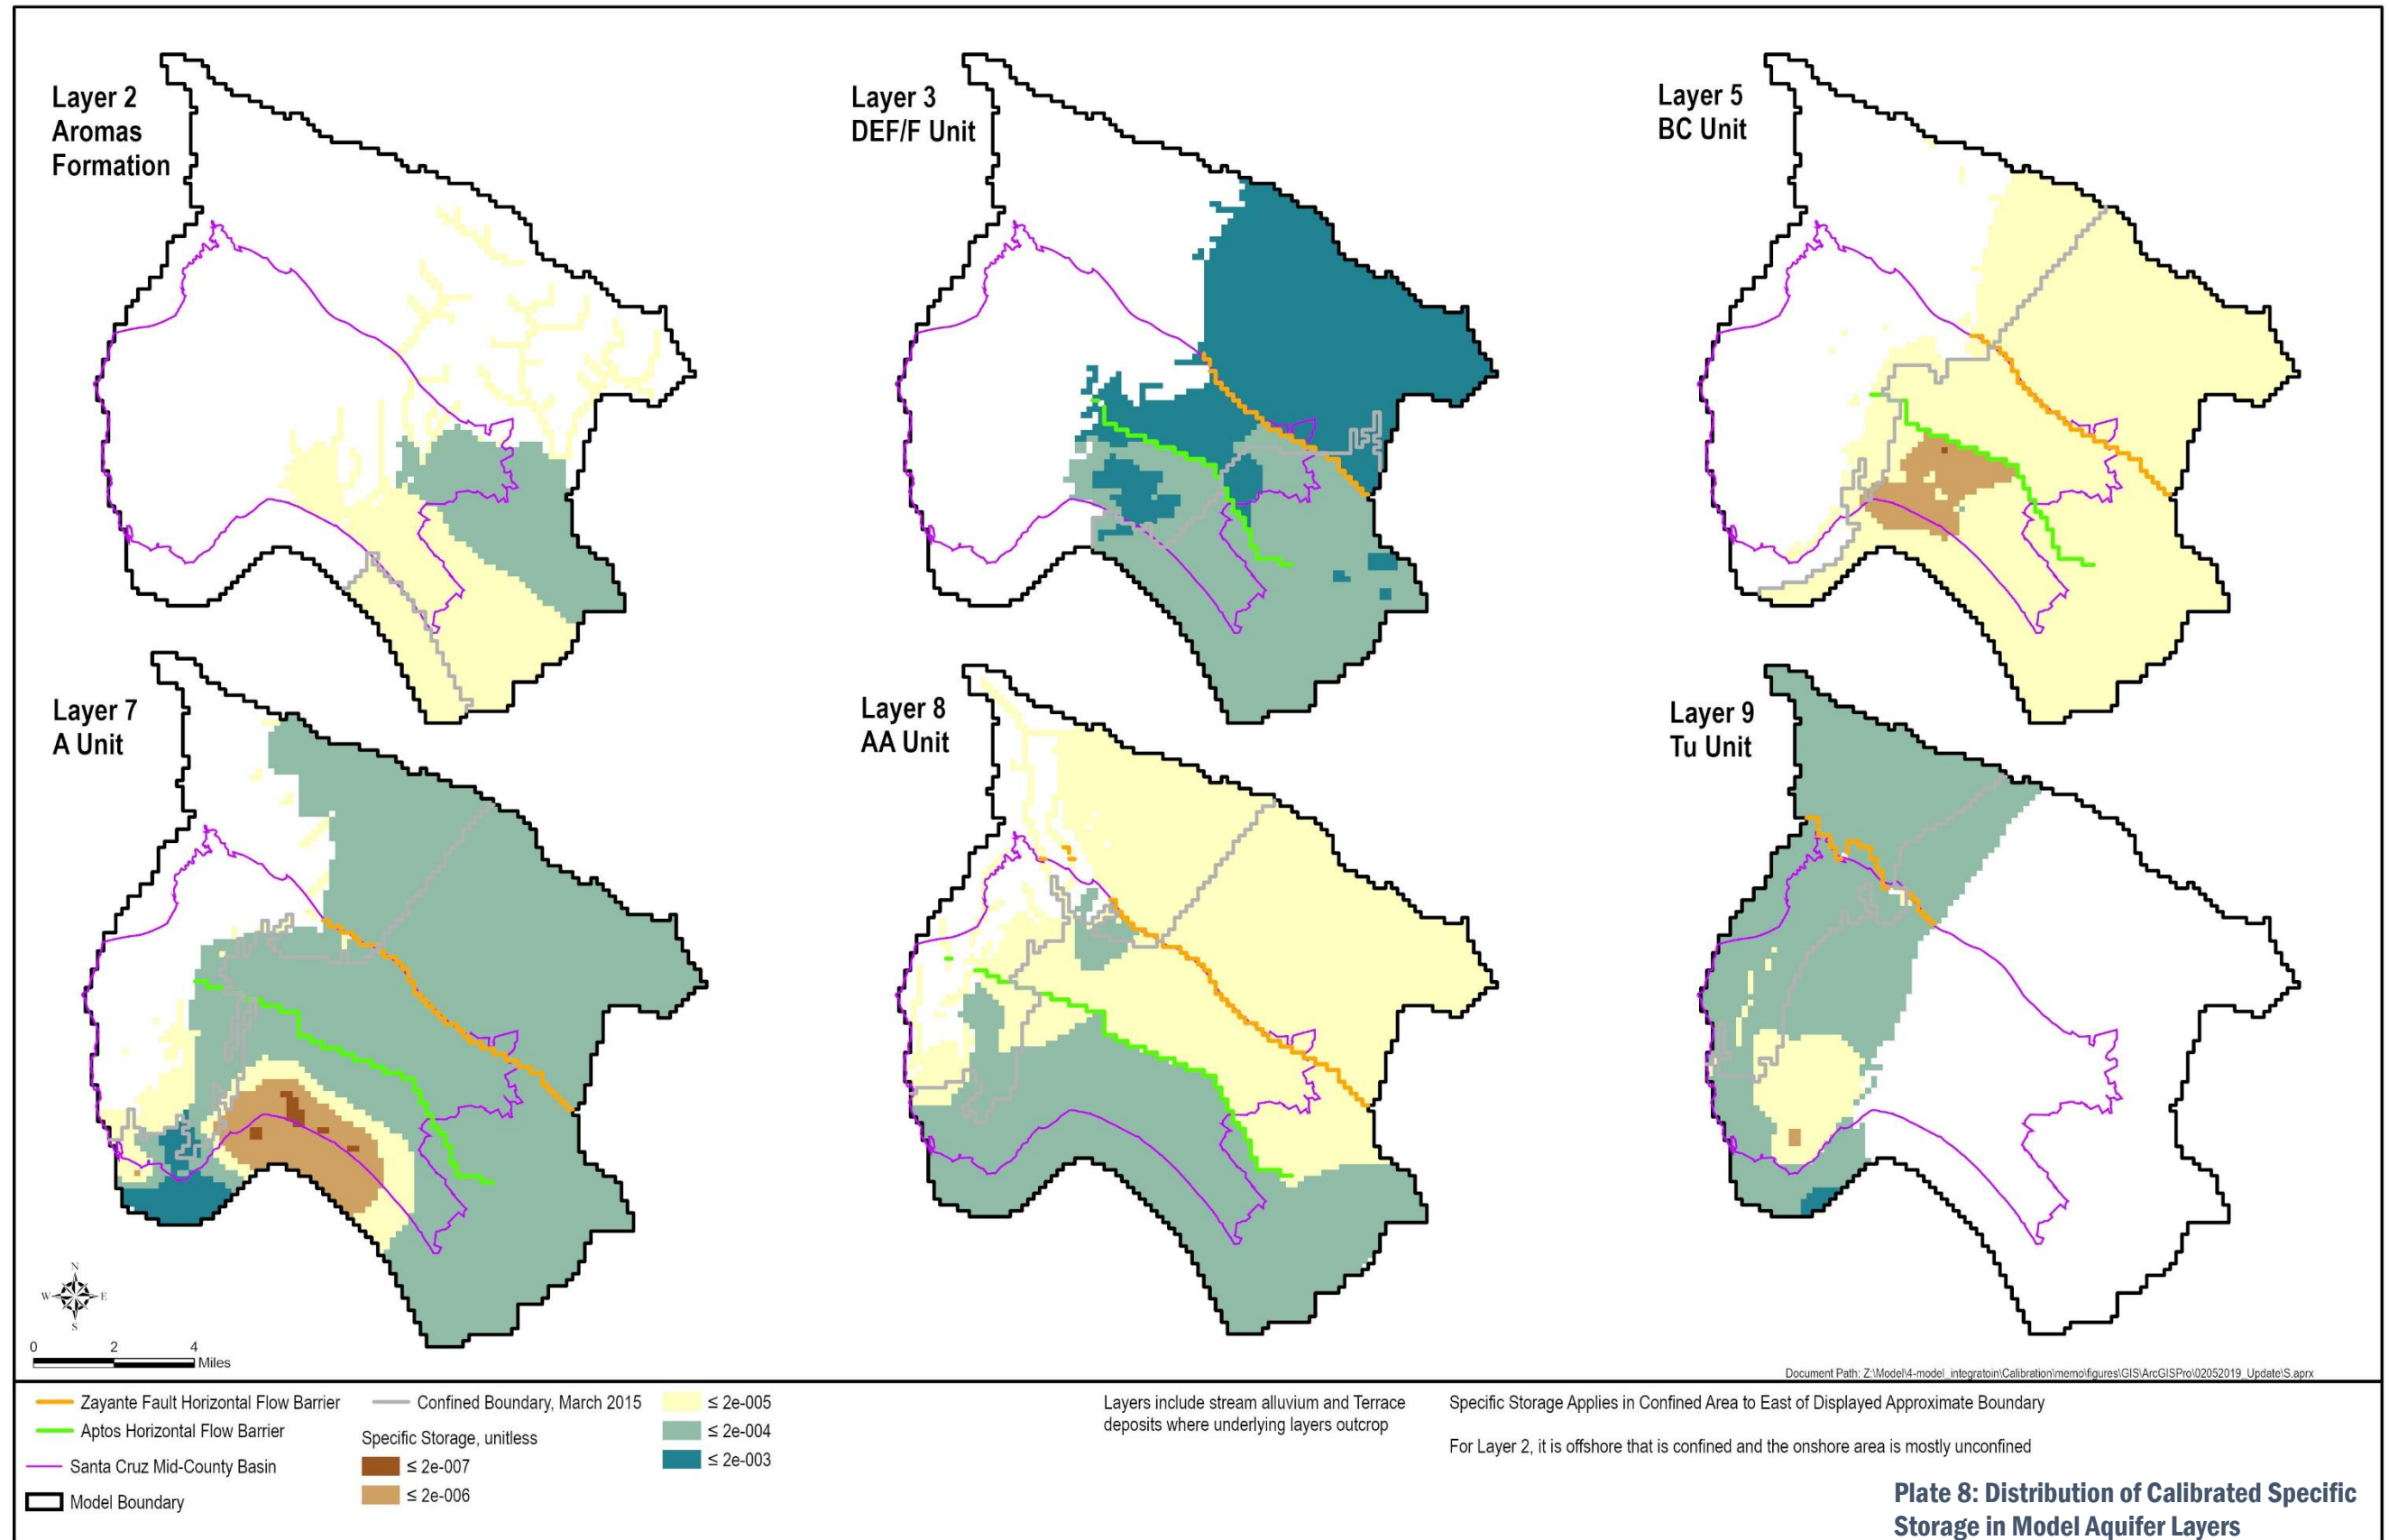 Layer 2
Aromas
Formation
Layer 3
DEF/F Unit
Layer 5
BC Unit
Layer 7
A Unit
Layer 8
AA Unit
Layer 9
Tu Unit
N
W E
S
0 2 4
Miles
Document Path: Z:\Model\4-model_integratoin\Calibration\memo\figures\GIS\ArcGISPro\02052019_Update\S.aprx
Zayante Fault Horizontal Flow Barrier
Aptos Horizontal Flow Barrier
Santa Cruz Mid-County Basin
Model Boundary
Confined Boundary, March 2015
Specific Storage, unitless
≤ 2e-007
≤ 2e-006
≤ 2e-005
≤ 2e-004
≤ 2e-003
Layers include stream alluvium and Terrace
deposits where underlying layers outcrop
Specific Storage Applies in Confined Area to East of Displayed Approximate Boundary
For Layer 2, it is offshore that is confined and the onshore area is mostly unconfined
Plate 8: Distribution of Calibrated Specific
Storage in Model Aquifer Layers